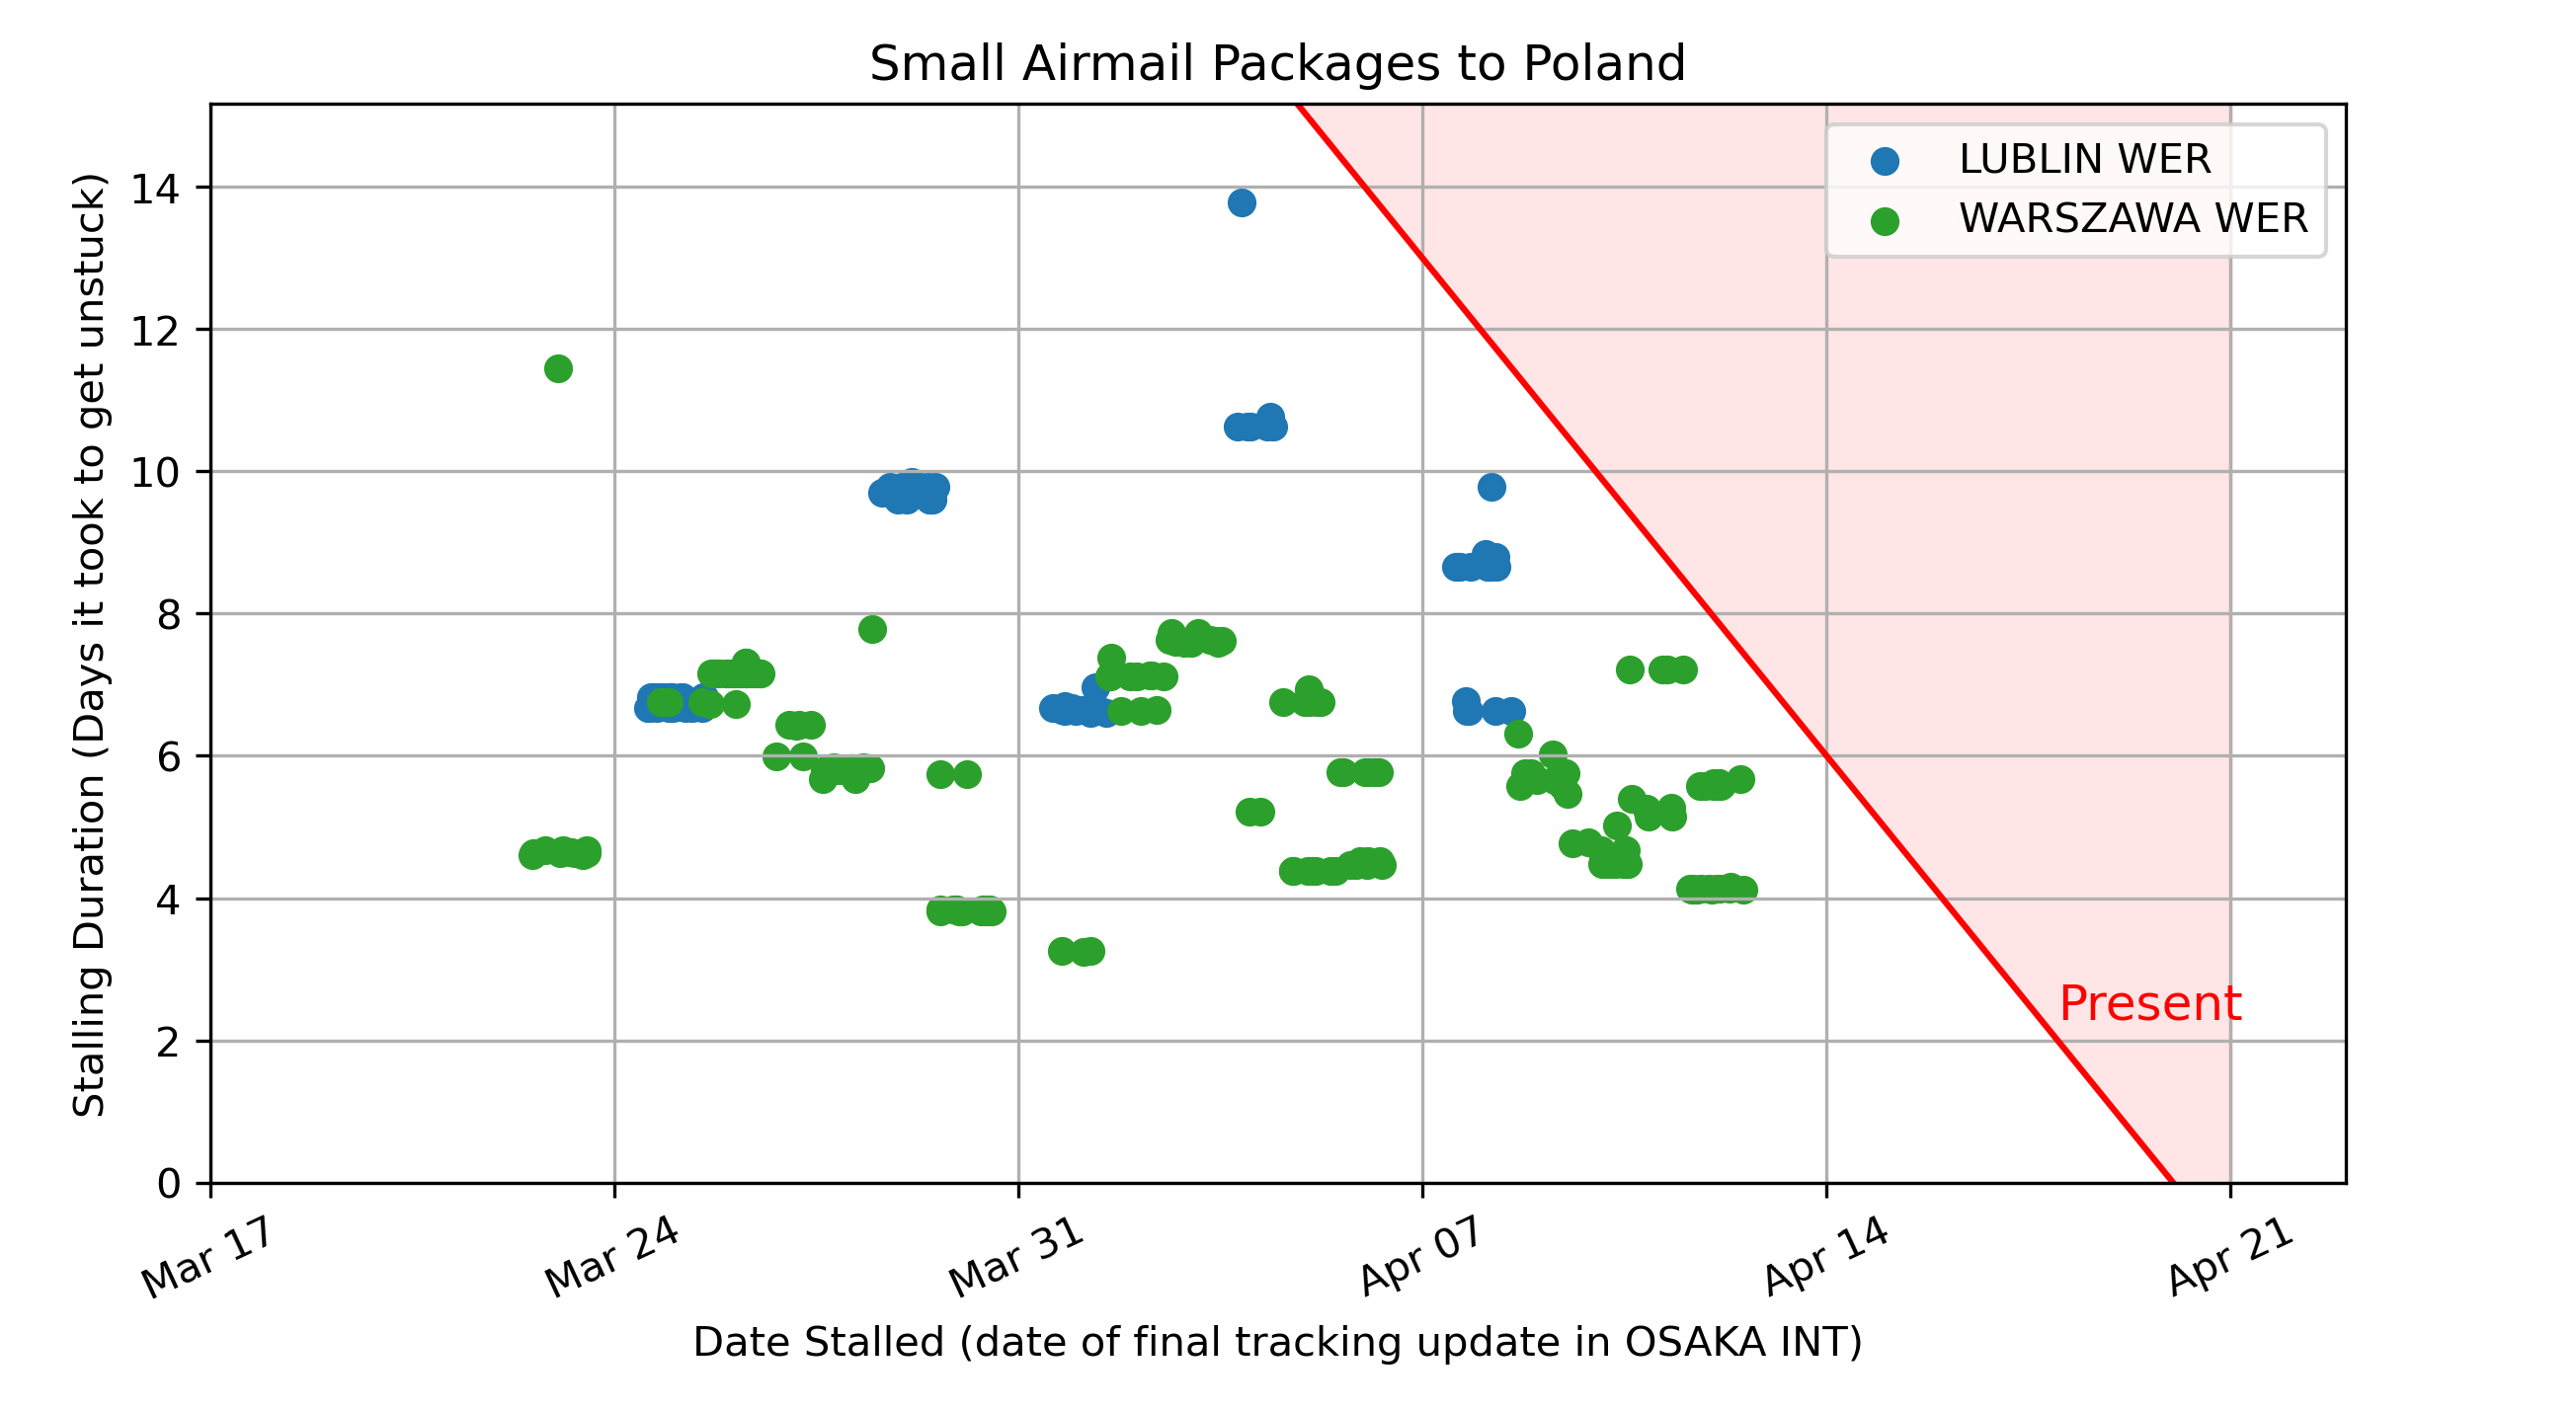 Small Airmail Packages to Poland
Stalling Duration (Days it took to get unstuck)
14
12
10
8
6
4
2
0
LUBLIN WER
WARSZAWA WER
Present
Mar 17
Mar 24
Mar 31
Apr 07
Apr 14
Apr 21
Date Stalled (date of final tracking update in OSAKA INT)